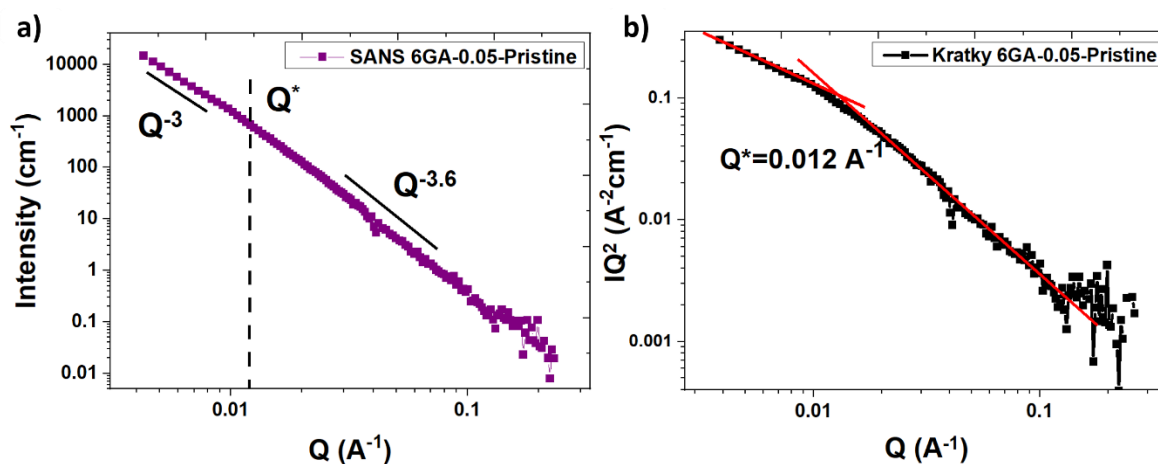 a)
SANS 6GA-0.05-Pristine
Intensity (cm⁻¹)
10000
1000
100
10
1
0.1
0.01
Q⁻³
Q*
Q⁻³·⁶
0.01
0.1
Q (A⁻¹)
b)
Kratky 6GA-0.05-Pristine
IQ² (A⁻²cm⁻¹)
0.1
0.01
0.001
Q*=0.012 A⁻¹
0.01
0.1
Q (A⁻¹)